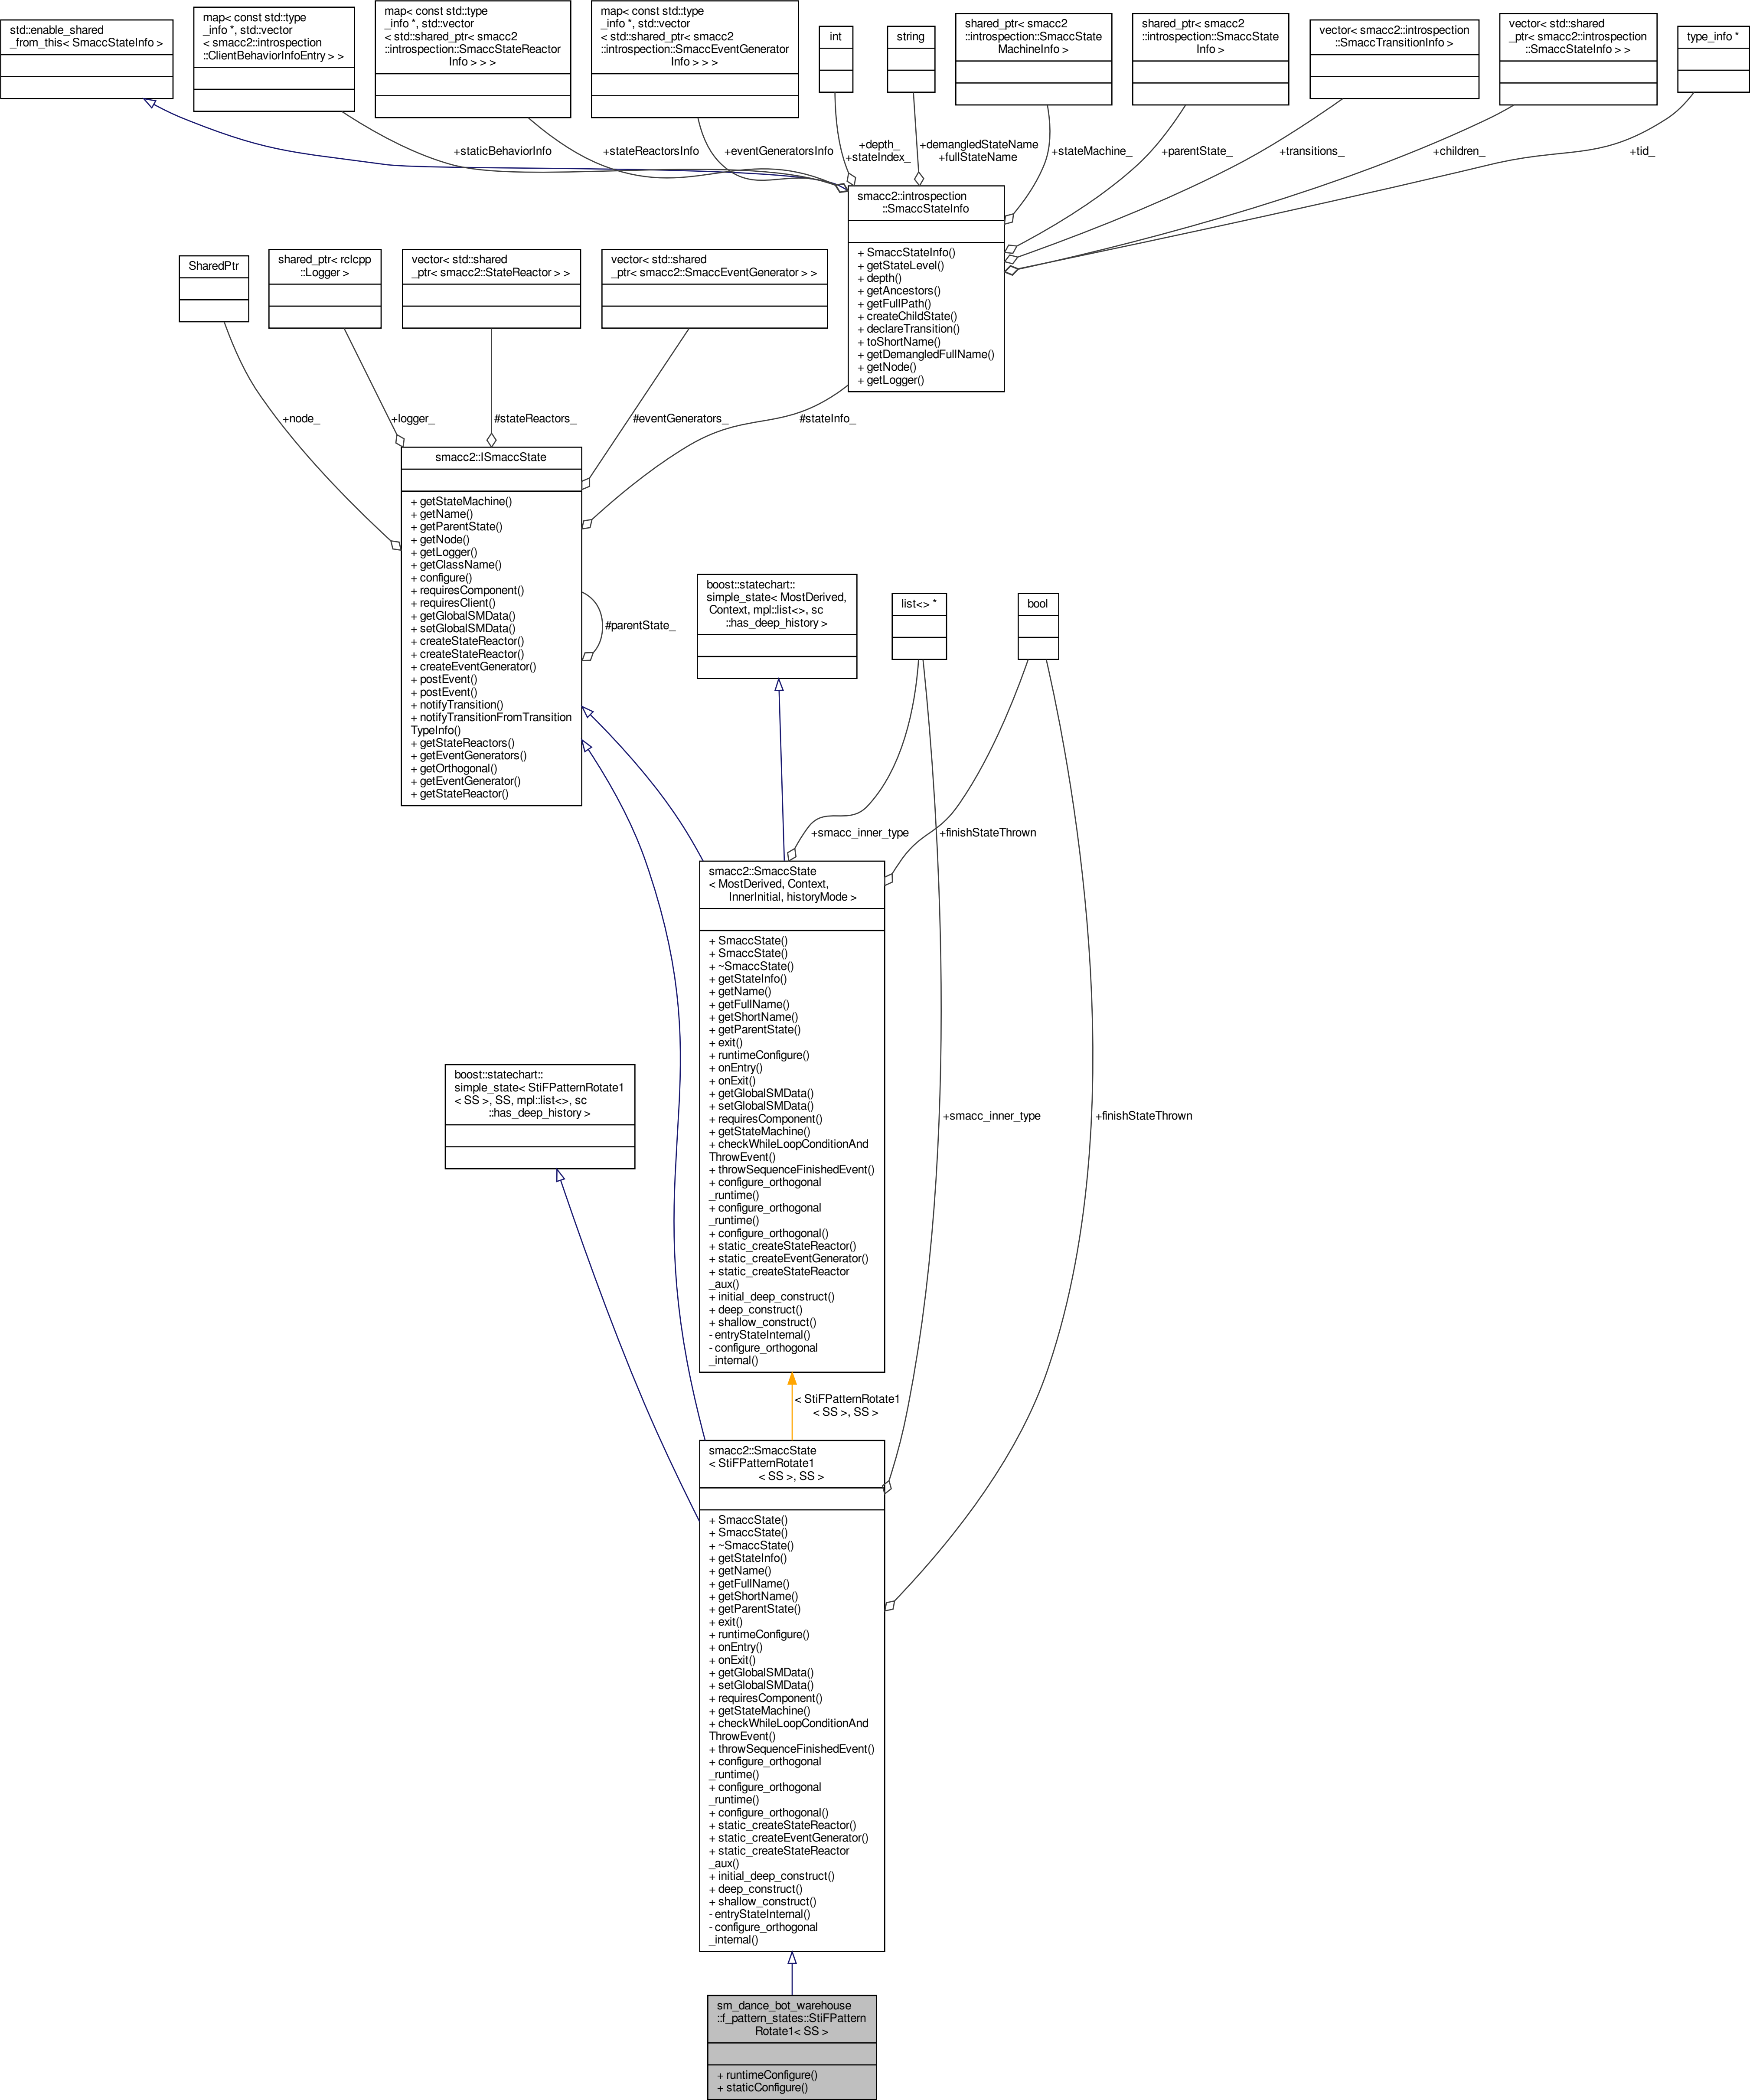 std::enable_shared
_from_this< SmaccStateInfo >
map< const std::type
_info *, std::vector
< smacc2::introspection
::ClientBehaviorInfoEntry > >
map< const std::type
_info *, std::vector
< std::shared_ptr< smacc2
::introspection::SmaccStateReactor
Info > > >
map< const std::type
_info *, std::vector
< std::shared_ptr< smacc2
::introspection::SmaccEventGenerator
Info > > >
int
string
shared_ptr< smacc2
::introspection::SmaccState
MachineInfo >
shared_ptr< smacc2
::introspection::SmaccState
Info >
vector< smacc2::introspection
::SmaccTransitionInfo >
vector< std::shared
_ptr< smacc2::introspection
::SmaccStateInfo > >
type_info *
+staticBehaviorInfo
+stateReactorsInfo
+eventGeneratorsInfo
+depth_
+stateIndex_
+demangledStateName
+fullStateName
+stateMachine_
+parentState_
+transitions_
+children_
+tid_
smacc2::introspection
::SmaccStateInfo
+ SmaccStateInfo()
+ getStateLevel()
+ depth()
+ getAncestors()
+ getFullPath()
+ createChildState()
+ declareTransition()
+ toShortName()
+ getDemangledFullName()
+ getNode()
+ getLogger()
SharedPtr
shared_ptr< rclcpp
::Logger >
vector< std::shared
_ptr< smacc2::StateReactor > >
vector< std::shared
_ptr< smacc2::SmaccEventGenerator > >
+node_
+logger_
#stateReactors_
#eventGenerators_
#stateInfo_
smacc2::ISmaccState
+ getStateMachine()
+ getName()
+ getParentState()
+ getNode()
+ getLogger()
+ getClassName()
+ configure()
+ requiresComponent()
+ requiresClient()
+ getGlobalSMData()
+ setGlobalSMData()
+ createStateReactor()
+ createStateReactor()
+ createEventGenerator()
+ postEvent()
+ postEvent()
+ notifyTransition()
+ notifyTransitionFromTransition
TypeInfo()
+ getStateReactors()
+ getEventGenerators()
+ getOrthogonal()
+ getEventGenerator()
+ getStateReactor()
#parentState_
boost::statechart::
simple_state< MostDerived,
Context, mpl::list<>, sc
::has_deep_history >
list<> *
bool
+smacc_inner_type
+finishStateThrown
smacc2::SmaccState
< MostDerived, Context,
InnerInitial, historyMode >
+ SmaccState()
+ SmaccState()
+ ~SmaccState()
+ getStateInfo()
+ getName()
+ getFullName()
+ getShortName()
+ getParentState()
+ exit()
+ runtimeConfigure()
+ onEntry()
+ onExit()
+ getGlobalSMData()
+ setGlobalSMData()
+ requiresComponent()
+ getStateMachine()
+ checkWhileLoopConditionAnd
ThrowEvent()
+ throwSequenceFinishedEvent()
+ configure_orthogonal
_runtime()
+ configure_orthogonal
_runtime()
+ configure_orthogonal()
+ static_createStateReactor()
+ static_createEventGenerator()
+ static_createStateReactor
_aux()
+ initial_deep_construct()
+ deep_construct()
+ shallow_construct()
- entryStateInternal()
- configure_orthogonal
_internal()
boost::statechart::
simple_state< StiFPatternRotate1
< SS >, SS, mpl::list<>, sc
::has_deep_history >
+smacc_inner_type
+finishStateThrown
< StiFPatternRotate1
< SS >, SS >
smacc2::SmaccState
< StiFPatternRotate1
< SS >, SS >
+ SmaccState()
+ SmaccState()
+ ~SmaccState()
+ getStateInfo()
+ getName()
+ getFullName()
+ getShortName()
+ getParentState()
+ exit()
+ runtimeConfigure()
+ onEntry()
+ onExit()
+ getGlobalSMData()
+ setGlobalSMData()
+ requiresComponent()
+ getStateMachine()
+ checkWhileLoopConditionAnd
ThrowEvent()
+ throwSequenceFinishedEvent()
+ configure_orthogonal
_runtime()
+ configure_orthogonal
_runtime()
+ configure_orthogonal()
+ static_createStateReactor()
+ static_createEventGenerator()
+ static_createStateReactor
_aux()
+ initial_deep_construct()
+ deep_construct()
+ shallow_construct()
- entryStateInternal()
- configure_orthogonal
_internal()
sm_dance_bot_warehouse
::f_pattern_states::StiFPattern
Rotate1< SS >
+ runtimeConfigure()
+ staticConfigure()